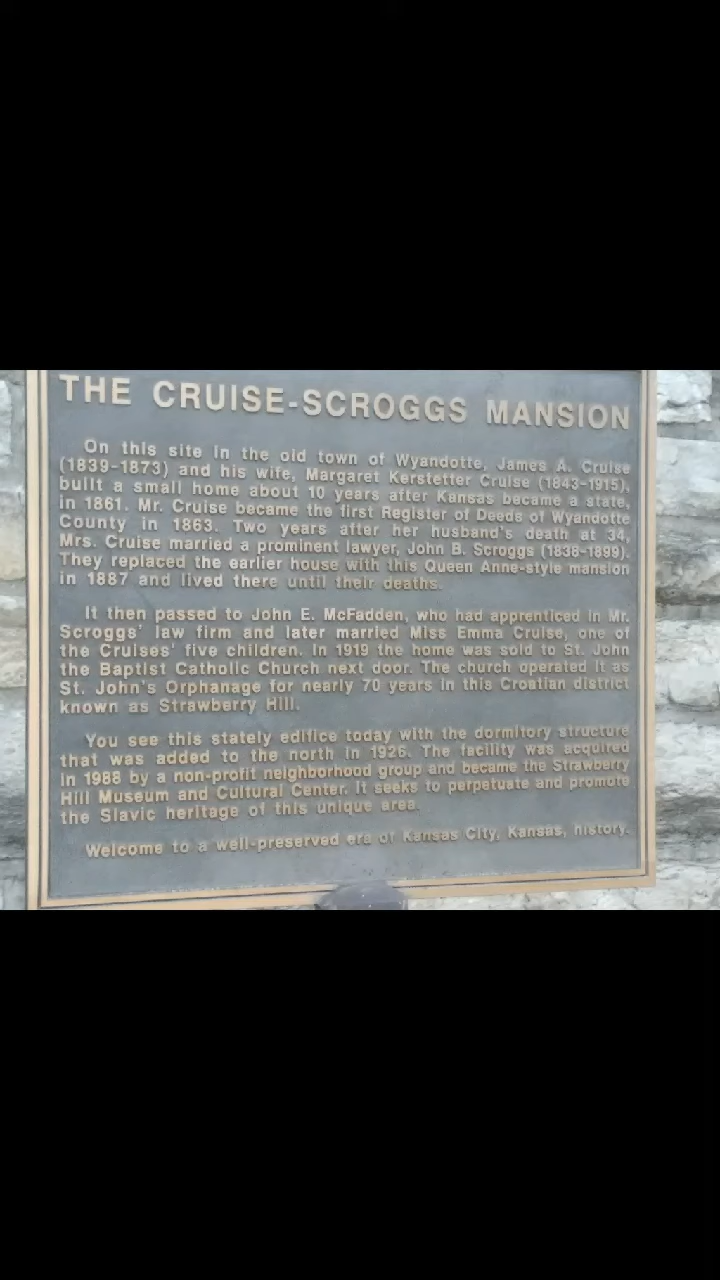 THE CRUISE-SCROGGS MANSION
On this site in the old town of Wyandotte, James A. Cruise
(1839-1873) and his wife, Margaret Kerstetter Cruise (1843-1915),
built a small home about 10 years after Kansas became a state,
in 1861. Mr. Cruise became the first Register of Deeds of Wyandotte
County in 1863. Two years after her husband's death at 34,
Mrs. Cruise married a prominent lawyer, John B. Scroggs (1838-1899).
They replaced the earlier house with this Queen Anne-style mansion
in 1887 and lived there until their deaths.
It then passed to John E. McFadden, who had apprenticed in Mr.
Scroggs' law firm and later married Miss Emma Cruise, one of
the Cruises' five children. In 1919 the home was sold to St. John
the Baptist Catholic Church next door. The church operated it as
St. John's Orphanage for nearly 70 years in this Croatian district
known as Strawberry Hill.
You see this stately edifice today with the dormitory structure
that was added to the north in 1926. The facility was acquired
in 1988 by a non-profit neighborhood group and became the Strawberry
Hill Museum and Cultural Center. It seeks to perpetuate and promote
the Slavic heritage of this unique area.
Welcome to a well-preserved era of Kansas City, Kansas, history.